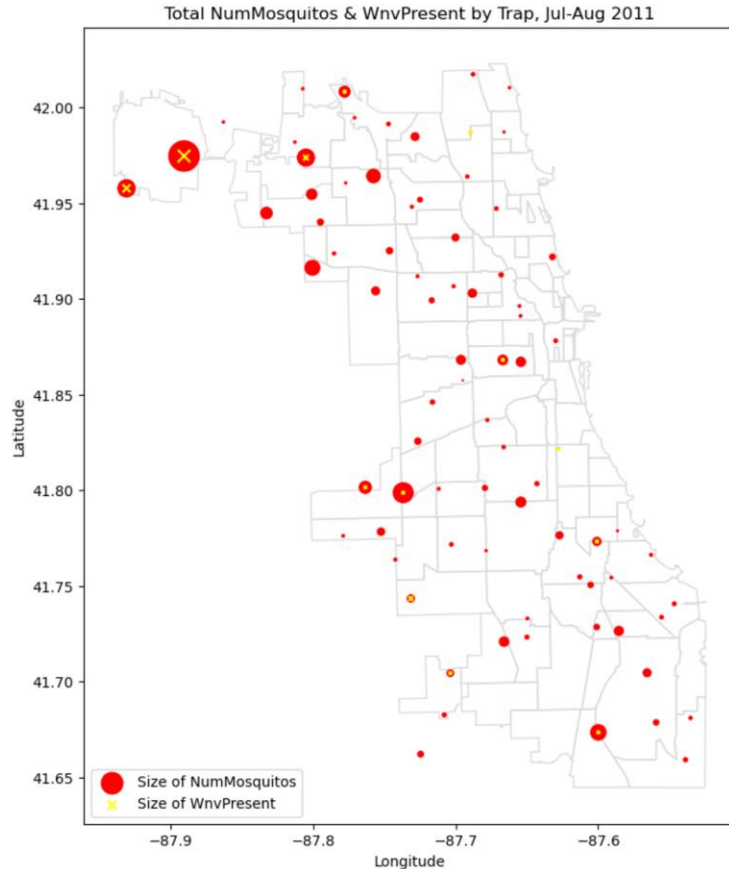 Total NumMosquitos & WnvPresent by Trap, Jul-Aug 2011
Latitude
42.00
41.95
41.90
41.85
41.80
41.75
41.70
41.65
Size of NumMosquitos
Size of WnvPresent
−87.9
−87.8
−87.7
−87.6
Longitude